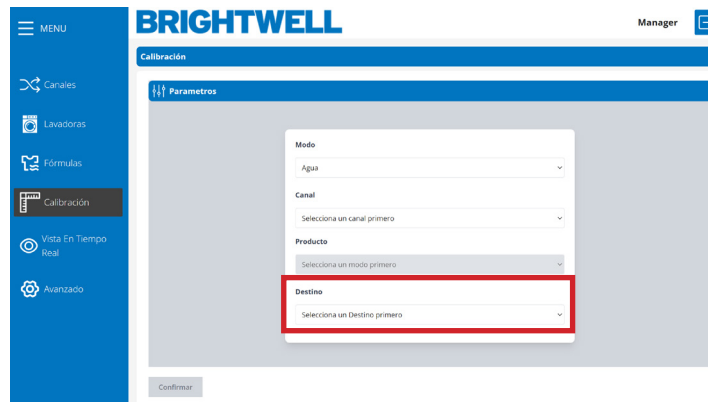 MENU
BRIGHTWELL
Manager
Calibración
Canales
Parametros
Lavadoras
Modo
Agua
Fórmulas
Canal
Calibración
Selecciona un canal primero
Producto
Vista En Tiempo
Real
Selecciona un modo primero
Avanzado
Destino
Selecciona un Destino primero
Confirmar